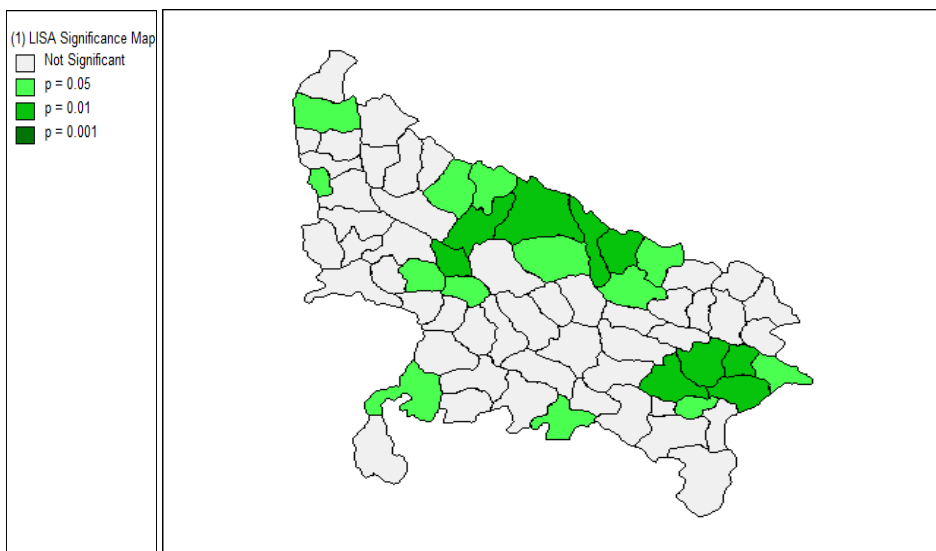 (1) LISA Significance Map
Not Significant
p = 0.05
p = 0.01
p = 0.001